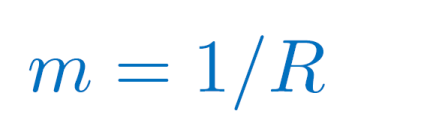 m = 1/R